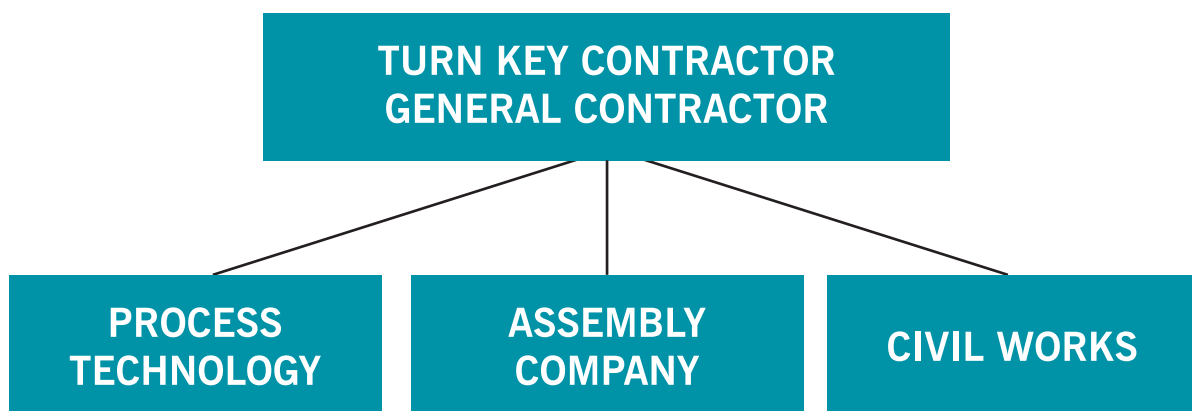 TURN KEY CONTRACTOR
GENERAL CONTRACTOR
PROCESS
TECHNOLOGY
ASSEMBLY
COMPANY
CIVIL WORKS